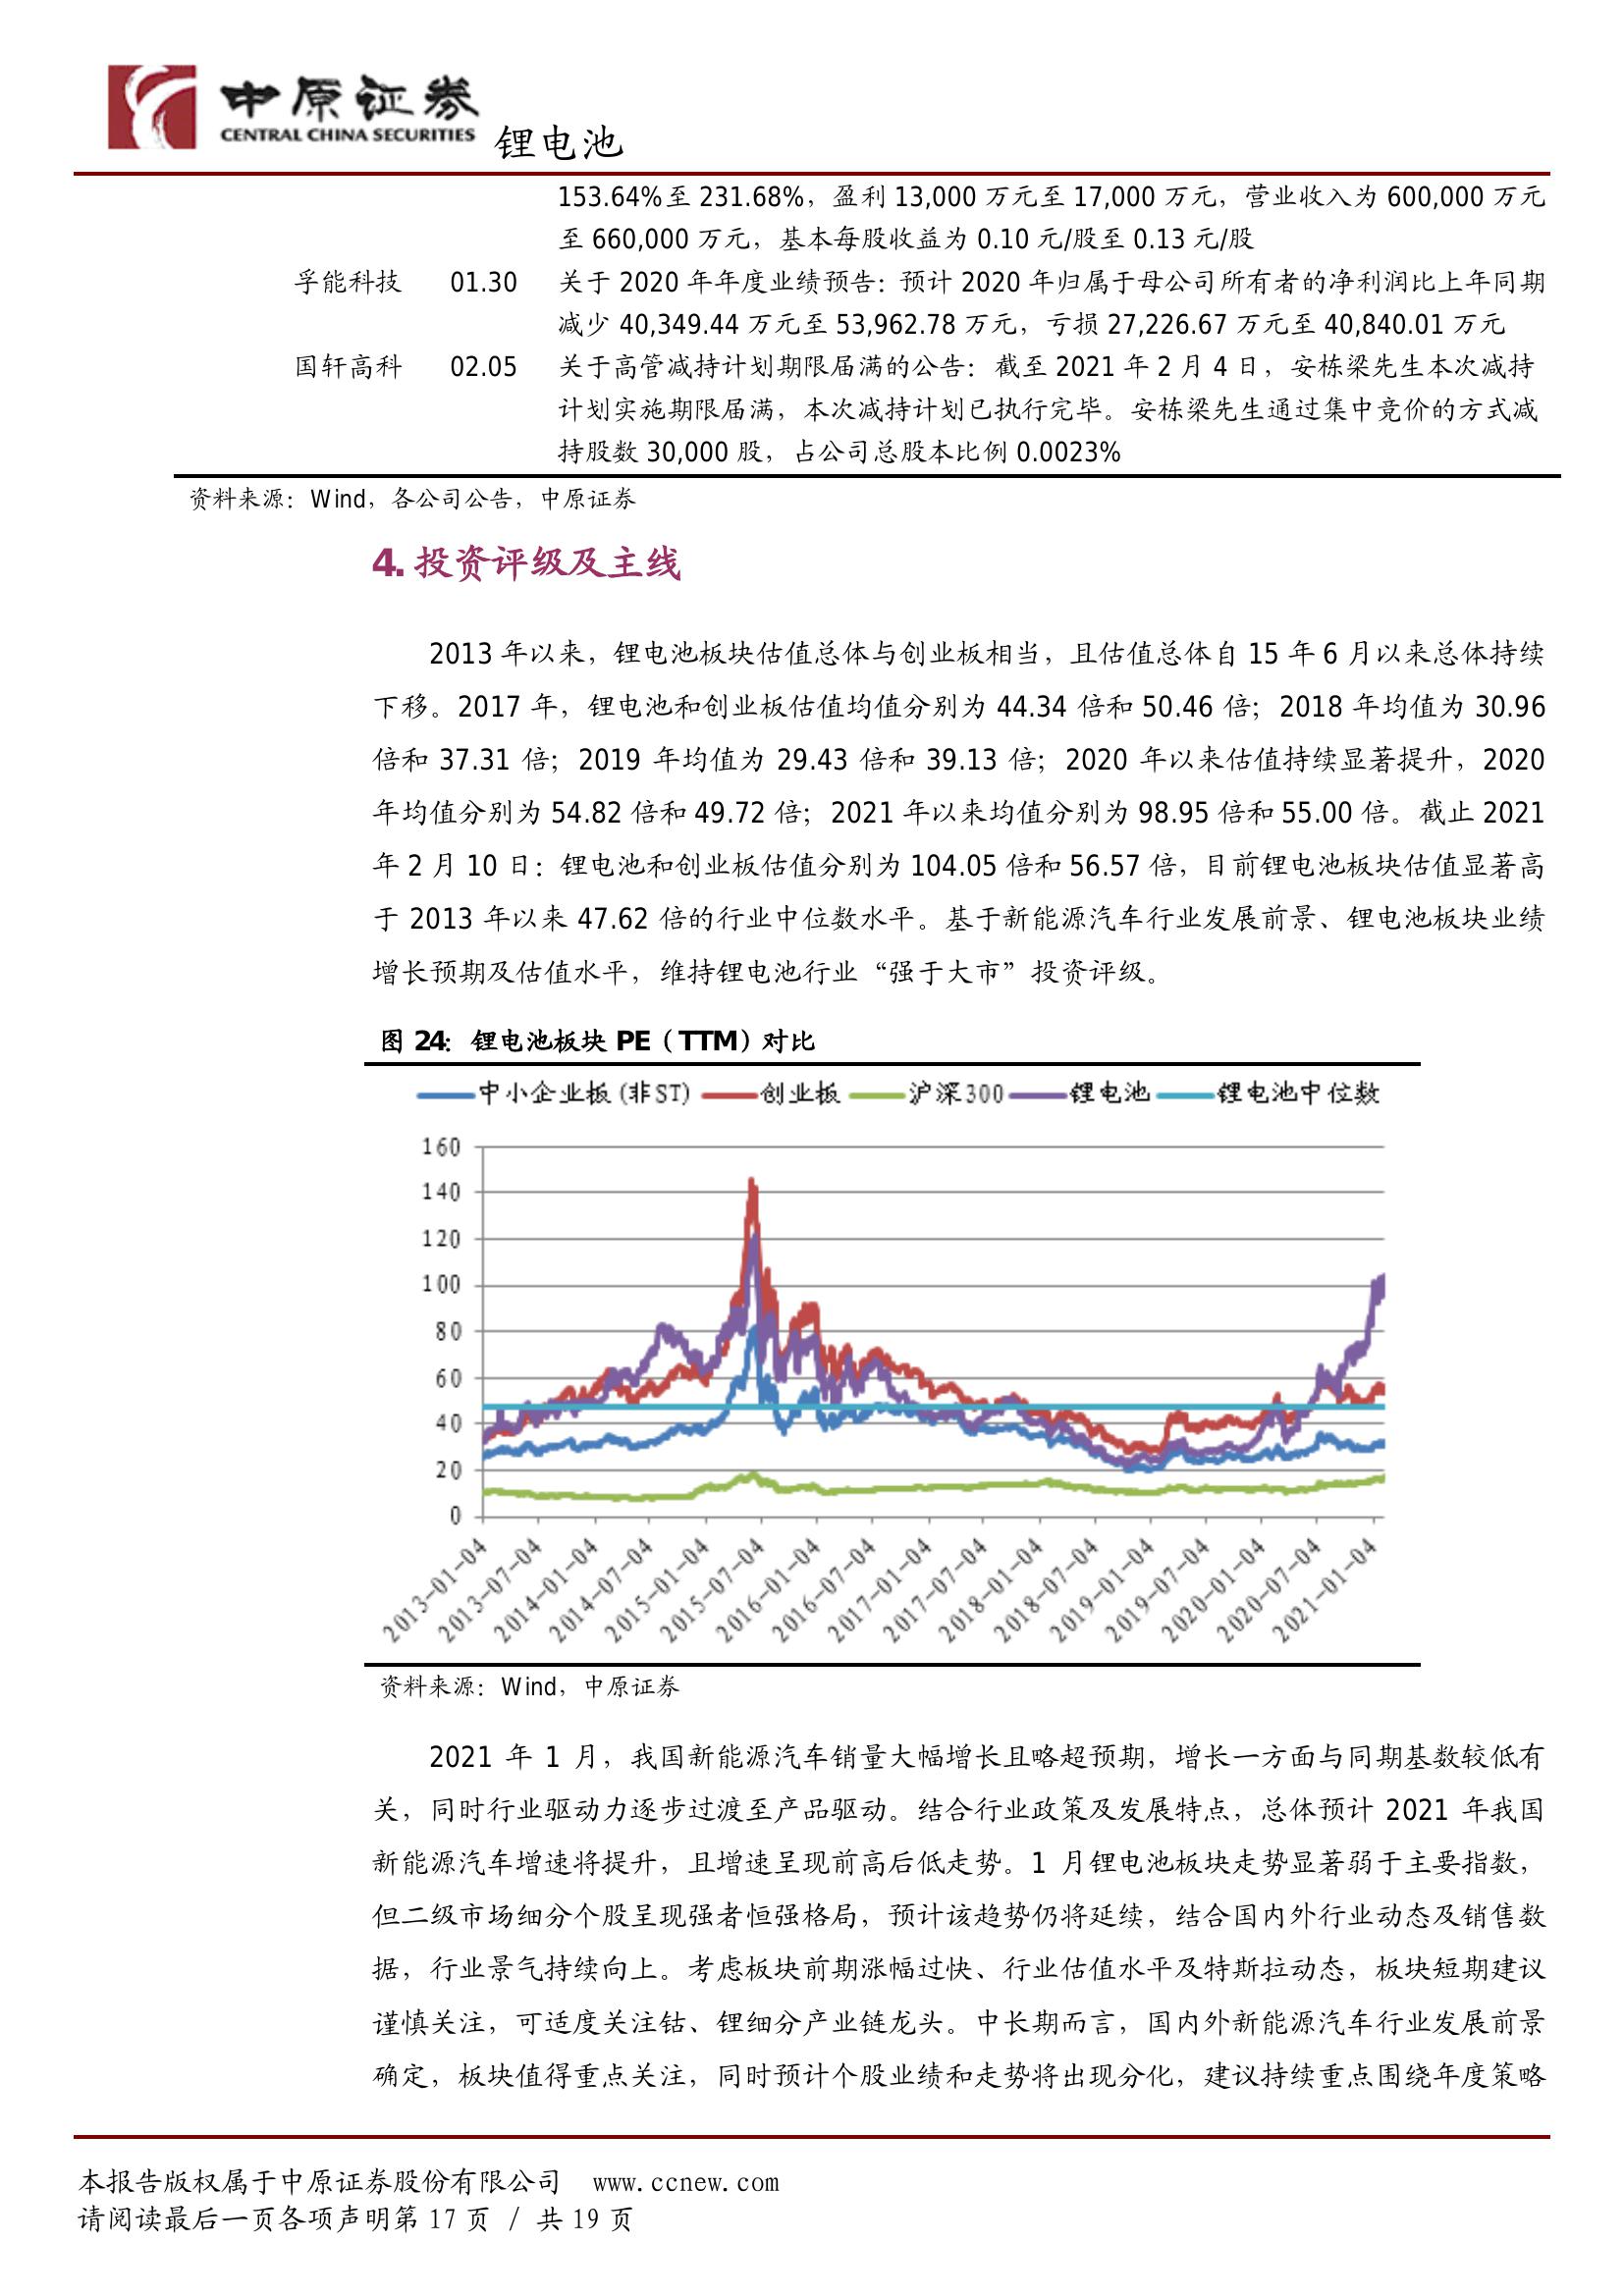 中原证券
CENTRAL CHINA SECURITIES
锂电池
153.64%至 231.68%，盈利 13,000 万元至 17,000 万元，营业收入为 600,000 万元
至 660,000 万元，基本每股收益为 0.10 元/股至 0.13 元/股
孚能科技 01.30 关于 2020 年年度业绩预告：预计 2020 年归属于母公司所有者的净利润比上年同期
减少 40,349.44 万元至 53,962.78 万元，亏损 27,226.67 万元至 40,840.01 万元
国轩高科 02.05 关于高管减持计划期限届满的公告：截至 2021 年 2 月 4 日，安栋梁先生本次减持
计划实施期限届满，本次减持计划已执行完毕。安栋梁先生通过集中竞价的方式减
持股数 30,000 股，占公司总股本比例 0.0023%
资料来源：Wind，各公司公告，中原证券
4. 投资评级及主线
2013 年以来，锂电池板块估值总体与创业板相当，且估值总体自 15 年 6 月以来总体持续
下移。2017 年，锂电池和创业板估值均值分别为 44.34 倍和 50.46 倍；2018 年均值为 30.96
倍和 37.31 倍；2019 年均值为 29.43 倍和 39.13 倍；2020 年以来估值持续显著提升，2020
年均值分别为 54.82 倍和 49.72 倍；2021 年以来均值分别为 98.95 倍和 55.00 倍。截止 2021
年 2 月 10 日：锂电池和创业板估值分别为 104.05 倍和 56.57 倍，目前锂电池板块估值显著高
于 2013 年以来 47.62 倍的行业中位数水平。基于新能源汽车行业发展前景、锂电池板块业绩
增长预期及估值水平，维持锂电池行业“强于大市”投资评级。
图 24：锂电池板块 PE（TTM）对比
中小企业板(非ST) 创业板 沪深300 锂电池 锂电池中位数
160
140
120
100
80
60
40
20
0
2013-01-04 2013-07-04 2014-01-04 2014-07-04 2015-01-04 2015-07-04 2016-01-04 2016-07-04 2017-01-04 2017-07-04 2018-01-04 2018-07-04 2019-01-04 2019-07-04 2020-01-04 2020-07-04 2021-01-04
资料来源：Wind，中原证券
2021 年 1 月，我国新能源汽车销量大幅增长且略超预期，增长一方面与同期基数较低有
关，同时行业驱动力逐步过渡至产品驱动。结合行业政策及发展特点，总体预计 2021 年我国
新能源汽车增速将提升，且增速呈现前高后低走势。1 月锂电池板块走势显著弱于主要指数，
但二级市场细分个股呈现强者恒强格局，预计该趋势仍将延续，结合国内外行业动态及销售数
据，行业景气持续向上。考虑板块前期涨幅过快、行业估值水平及特斯拉动态，板块短期建议
谨慎关注，可适度关注钴、锂细分产业链龙头。中长期而言，国内外新能源汽车行业发展前景
确定，板块值得重点关注，同时预计个股业绩和走势将出现分化，建议持续重点围绕年度策略
本报告版权属于中原证券股份有限公司 www.ccnew.com
请阅读最后一页各项声明第 17 页 / 共 19 页